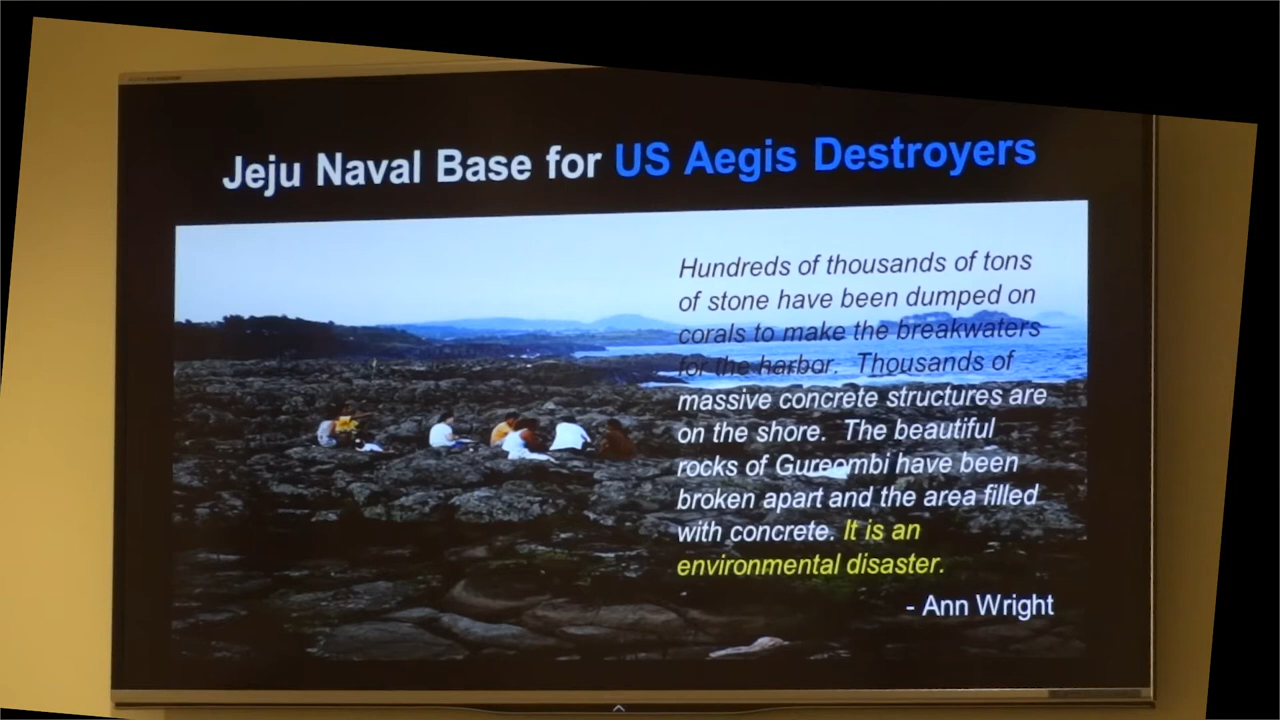 Jeju Naval Base for US Aegis Destroyers
Hundreds of thousands of tons
of stone have been dumped on
corals to make the breakwaters
for the harbor. Thousands of
massive concrete structures are
on the shore. The beautiful
rocks of Gureombi have been
broken apart and the area filled
with concrete. It is an
environmental disaster.
- Ann Wright